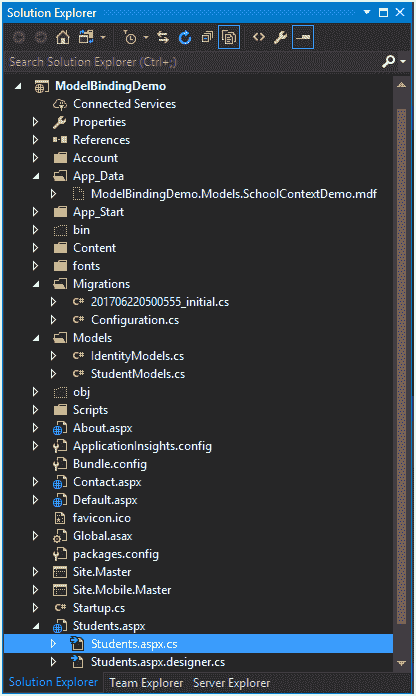 Solution Explorer
Search Solution Explorer (Ctrl+;)
ModelBindingDemo
Connected Services
Properties
References
Account
App_Data
ModelBindingDemo.Models.SchoolContextDemo.mdf
App_Start
bin
Content
fonts
Migrations
201706220500555_initial.cs
Configuration.cs
Models
IdentityModels.cs
StudentModels.cs
obj
Scripts
About.aspx
ApplicationInsights.config
Bundle.config
Contact.aspx
Default.aspx
favicon.ico
Global.asax
packages.config
Site.Master
Site.Mobile.Master
Startup.cs
Students.aspx
Students.aspx.cs
Students.aspx.designer.cs
Solution Explorer Team Explorer Server Explorer